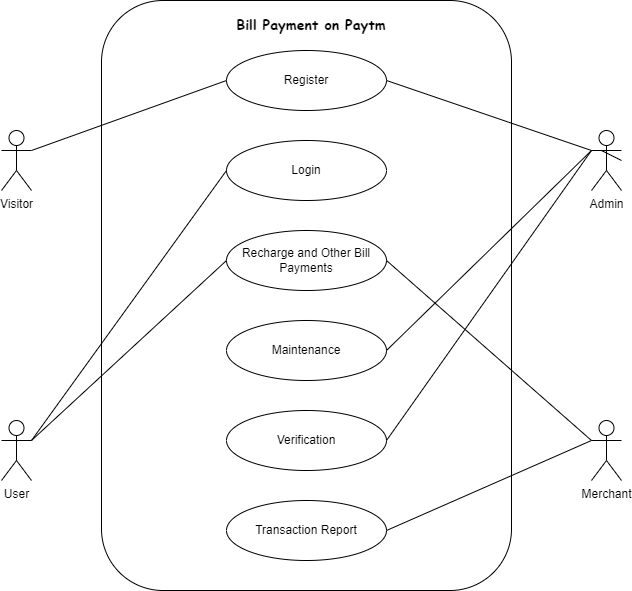 Bill Payment on Paytm
Register
Visitor
Admin
Login
Recharge and Other Bill
Payments
Maintenance
Verification
User
Merchant
Transaction Report